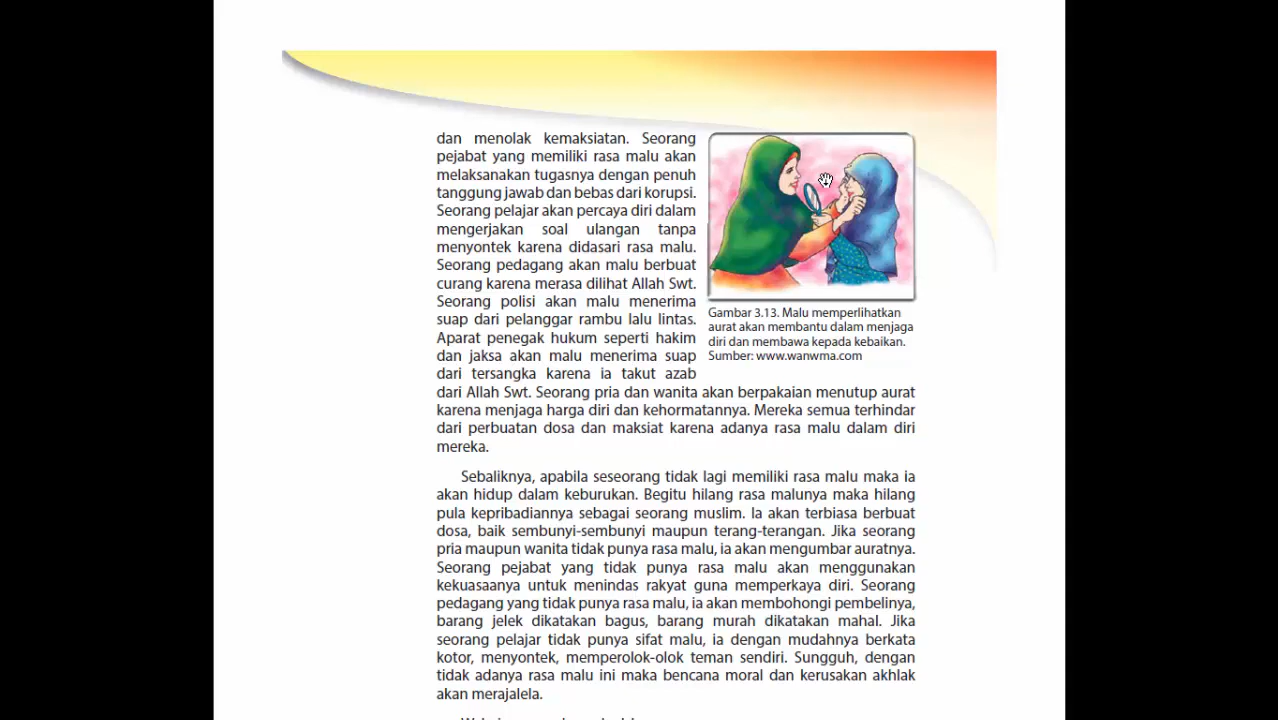 dan menolak kemaksiatan. Seorang
pejabat yang memiliki rasa malu akan
melaksanakan tugasnya dengan penuh
tanggung jawab dan bebas dari korupsi.
Seorang pelajar akan percaya diri dalam
mengerjakan soal ulangan tanpa
menyontek karena didasari rasa malu.
Seorang pedagang akan malu berbuat
curang karena merasa dilihat Allah Swt.
Seorang polisi akan malu menerima
suap dari pelanggar rambu lalu lintas.
Aparat penegak hukum seperti hakim
dan jaksa akan malu menerima suap
dari tersangka karena ia takut azab
dari Allah Swt. Seorang pria dan wanita akan berpakaian menutup aurat
karena menjaga harga diri dan kehormatannya. Mereka semua terhindar
dari perbuatan dosa dan maksiat karena adanya rasa malu dalam diri
mereka.
Gambar 3.13. Malu memperlihatkan
aurat akan membantu dalam menjaga
diri dan membawa kepada kebaikan.
Sumber: www.wanwma.com
Sebaliknya, apabila seseorang tidak lagi memiliki rasa malu maka ia
akan hidup dalam keburukan. Begitu hilang rasa malunya maka hilang
pula kepribadiannya sebagai seorang muslim. Ia akan terbiasa berbuat
dosa, baik sembunyi-sembunyi maupun terang-terangan. Jika seorang
pria maupun wanita tidak punya rasa malu, ia akan mengumbar auratnya.
Seorang pejabat yang tidak punya rasa malu akan menggunakan
kekuasaanya untuk menindas rakyat guna memperkaya diri. Seorang
pedagang yang tidak punya rasa malu, ia akan membohongi pembelinya,
barang jelek dikatakan bagus, barang murah dikatakan mahal. Jika
seorang pelajar tidak punya sifat malu, ia dengan mudahnya berkata
kotor, menyontek, memperolok-olok teman sendiri. Sungguh, dengan
tidak adanya rasa malu ini maka bencana moral dan kerusakan akhlak
akan merajalela.